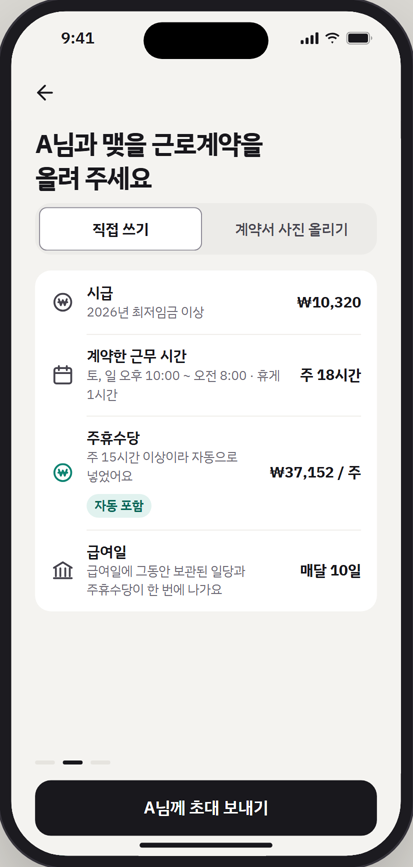 9:41
A님과 맺을 근로계약을
올려 주세요
직접 쓰기
계약서 사진 올리기
시급
2026년 최저임금 이상
₩10,320
계약한 근무 시간
토, 일 오후 10:00 ~ 오전 8:00 · 휴게
1시간
주 18시간
주휴수당
주 15시간 이상이라 자동으로
넣었어요
자동 포함
₩37,152 / 주
급여일
급여일에 그동안 보관된 일당과
주휴수당이 한 번에 나가요
매달 10일
A님께 초대 보내기